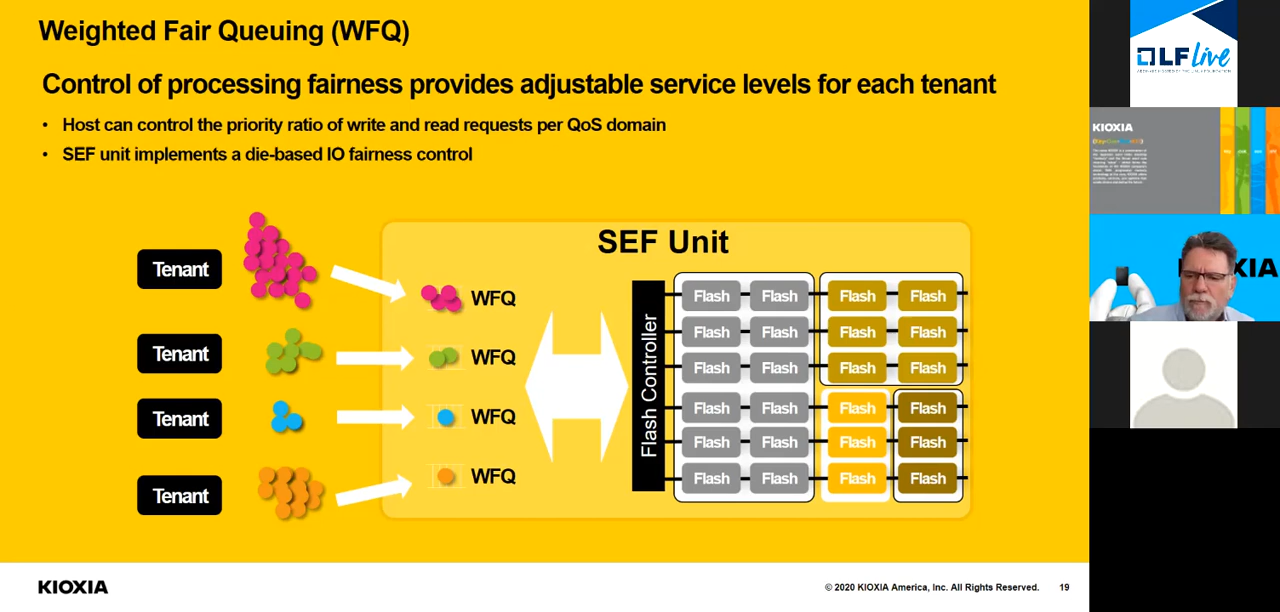 Weighted Fair Queuing (WFQ)
Control of processing fairness provides adjustable service levels for each tenant
• Host can control the priority ratio of write and read requests per QoS domain
• SEF unit implements a die-based IO fairness control
SEF Unit
Tenant
Tenant
Tenant
Tenant
WFQ
WFQ
WFQ
WFQ
Flash Controller
Flash Flash Flash Flash
Flash Flash Flash Flash
Flash Flash Flash Flash
Flash Flash Flash Flash
Flash Flash Flash Flash
Flash Flash Flash Flash
KIOXIA
© 2020 KIOXIA America, Inc. All Rights Reserved.
19
LF Live
KIOXIA
XIA